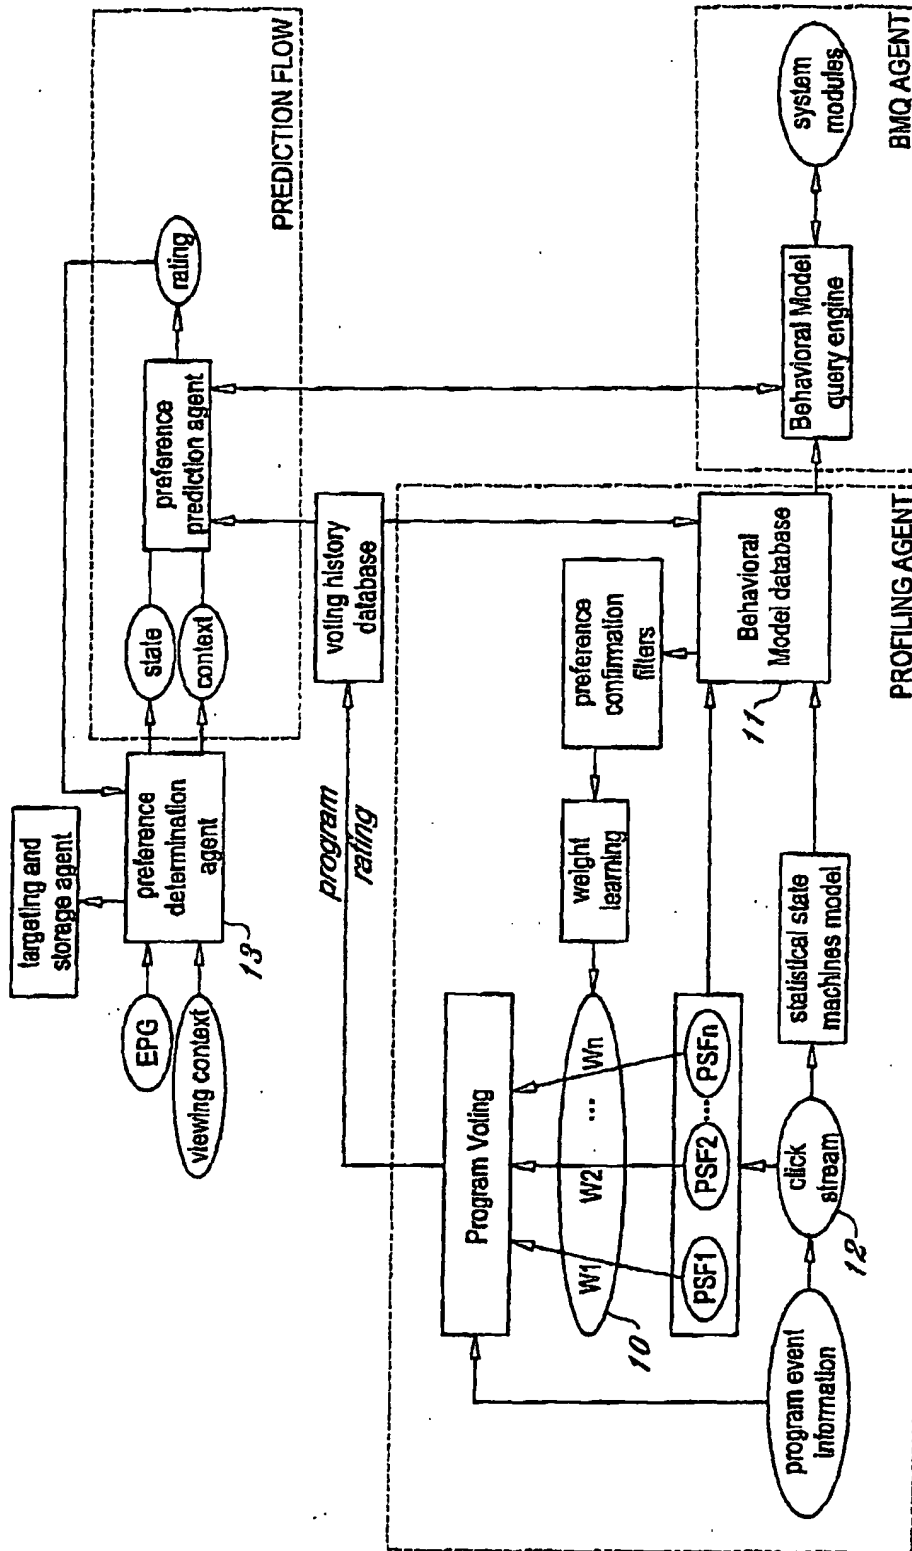 targeting and
storage agent
EPG
viewing context
preference
determination
agent
13
state
context
preference
prediction agent
rating
PREDICTION FLOW
program
rating
voting history
database
Program Voting
W1
W2
...
Wn
10
weight
learning
preference
confirmation
filters
PSF1
PSF2
...
PSFn
Behavioral
Model database
11
program event
information
click
stream
12
statistical state
machines model
PROFILING AGENT
Behavioral Model
query engine
system
modules
BMQ AGENT